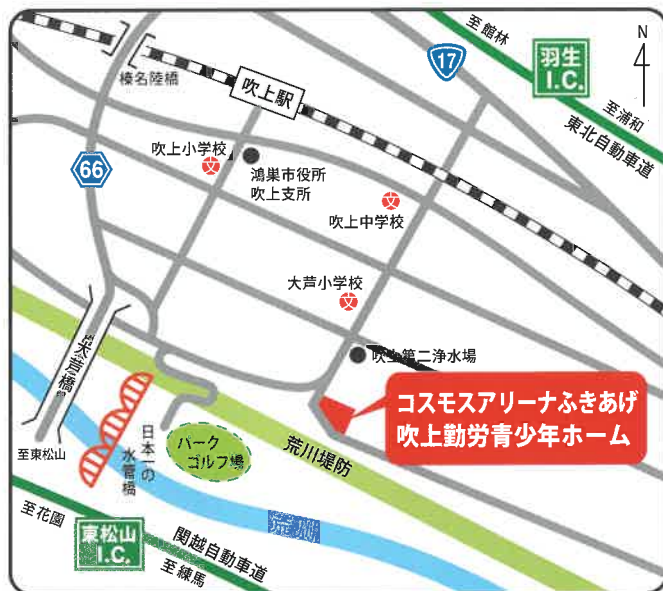 至館林
N
17
羽生
I.C.
至浦和
東北自動車道
榛名陸橋
吹上駅
吹上小学校
文
66
鴻巣市役所
吹上支所
文
吹上中学校
大芦小学校
文
吹上第二浄水場
大芦橋
コスモスアリーナふきあげ
吹上勤労青少年ホーム
至東松山
日本一の
水管橋
パーク
ゴルフ場
荒川堤防
荒川
至花園
東松山
I.C.
関越自動車道
至練馬